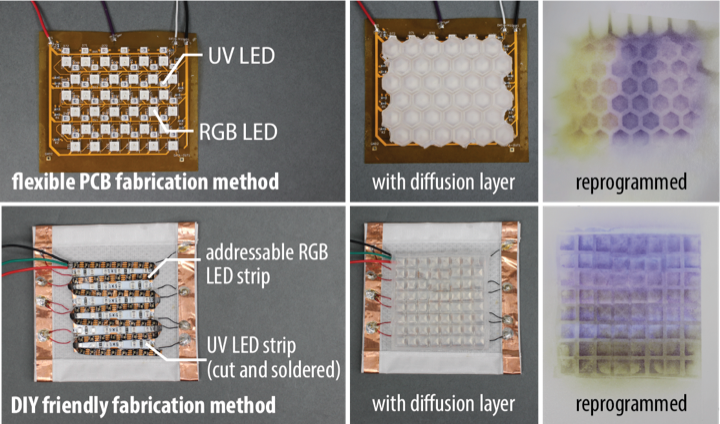 UV LED
RGB LED
flexible PCB fabrication method
with diffusion layer
reprogrammed
addressable RGB
LED strip
UV LED strip
(cut and soldered)
DIY friendly fabrication method
with diffusion layer
reprogrammed